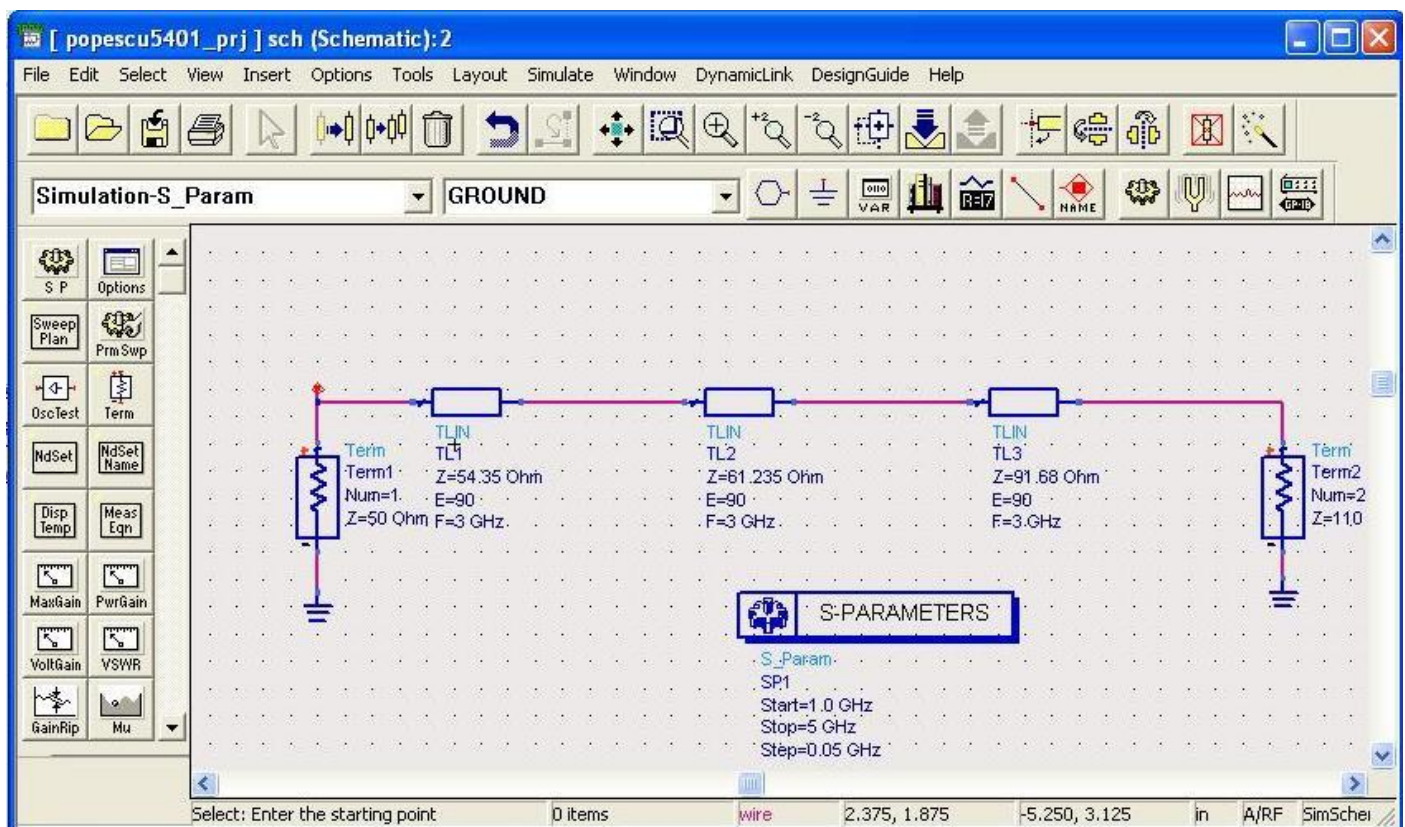 [ popescu5401_prj ] sch (Schematic):2
File Edit Select View Insert Options Tools Layout Simulate Window DynamicLink DesignGuide Help
+2 -2
Simulation-S_Param GROUND VAR NAME
S P Options
Sweep Plan PrmSwp
OscTest Term
NdSet NdSet Name
Disp Temp Meas Eqn
MaxGain PwrGain
VoltGain VSWR
GainRip Mu
Term
Term1
Num=1
Z=50 Ohm
TLIN
TL1
Z=54.35 Ohm
E=90
F=3 GHz
TLIN
TL2
Z=61.235 Ohm
E=90
F=3 GHz
TLIN
TL3
Z=91.68 Ohm
E=90
F=3 GHz
Term
Term2
Num=2
Z=110
S-PARAMETERS
S_Param
SP1
Start=1.0 GHz
Stop=5 GHz
Step=0.05 GHz
Select: Enter the starting point 0 items wire 2.375, 1.875 -5.250, 3.125 in A/RF SimScher